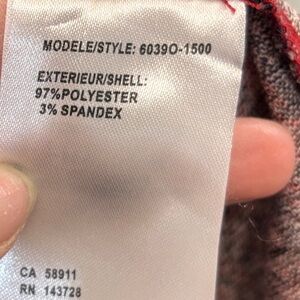 MODELE/STYLE: 6039O-1500
EXTERIEUR/SHELL:
97%POLYESTER
3% SPANDEX
CA 58911
RN 143728